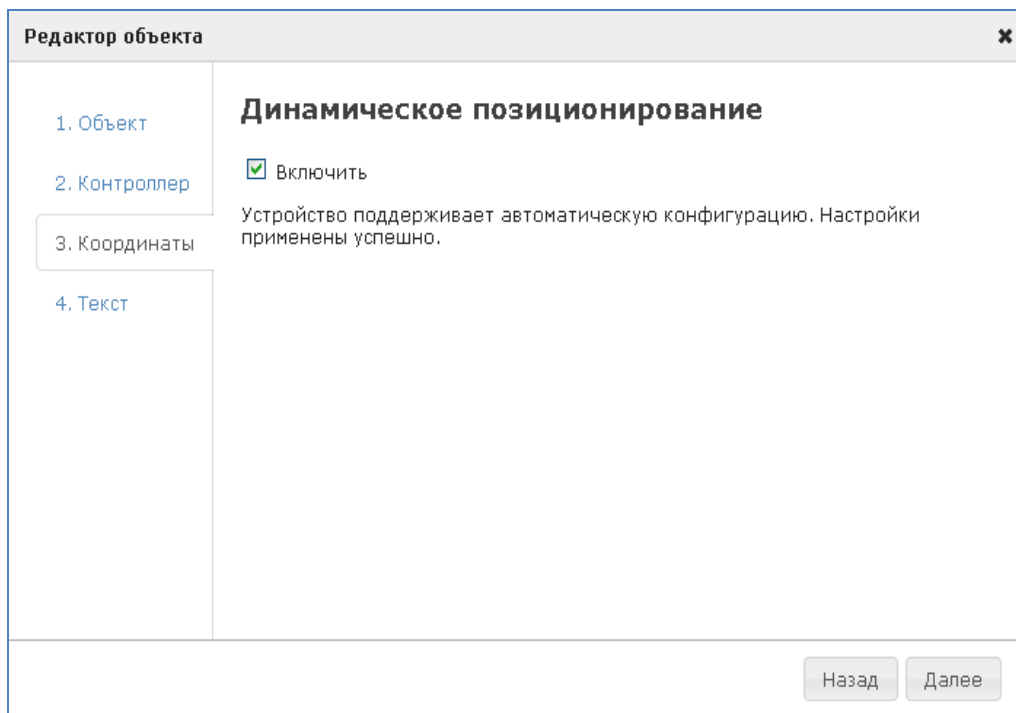 Редактор объекта
1. Объект
2. Контроллер
3. Координаты
4. Текст
Динамическое позиционирование
Включить
Устройство поддерживает автоматическую конфигурацию. Настройки
применены успешно.
Назад Далее